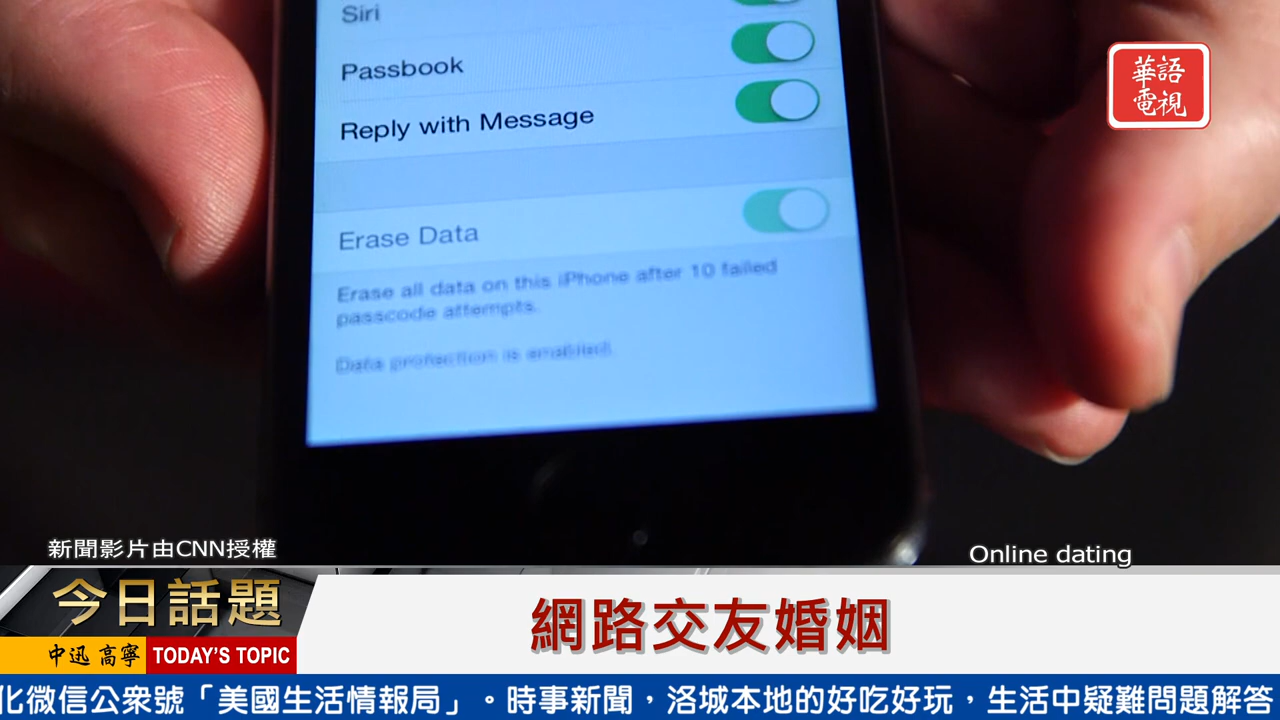 Siri
Passbook
Reply with Message
Erase Data
Erase all data on this iPhone after 10 failed
passcode attempts.
Data protection is enabled.
華語
電視
新聞影片由CNN授權
Online dating
今日話題
網路交友婚姻
中迅 高寧
TODAY'S TOPIC
化微信公眾號「美國生活情報局」。時事新聞，洛城本地的好吃好玩，生活中疑難問題解答